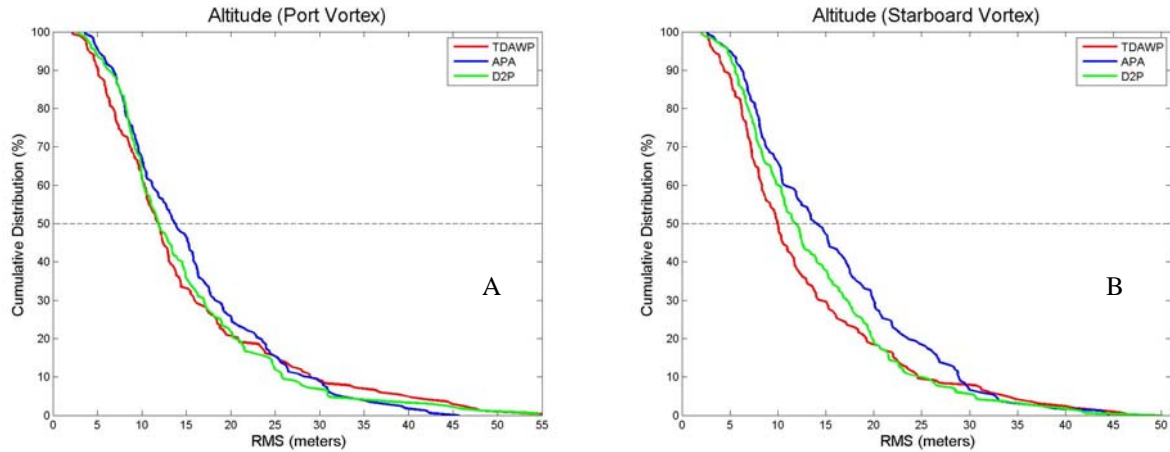 Altitude (Port Vortex)
Cumulative Distribution (%)
100
90
80
70
60
50
40
30
20
10
0
TDAWP
APA
D2P
A
0 5 10 15 20 25 30 35 40 45 50 55
RMS (meters)
Altitude (Starboard Vortex)
Cumulative Distribution (%)
100
90
80
70
60
50
40
30
20
10
0
TDAWP
APA
D2P
B
0 5 10 15 20 25 30 35 40 45 50
RMS (meters)